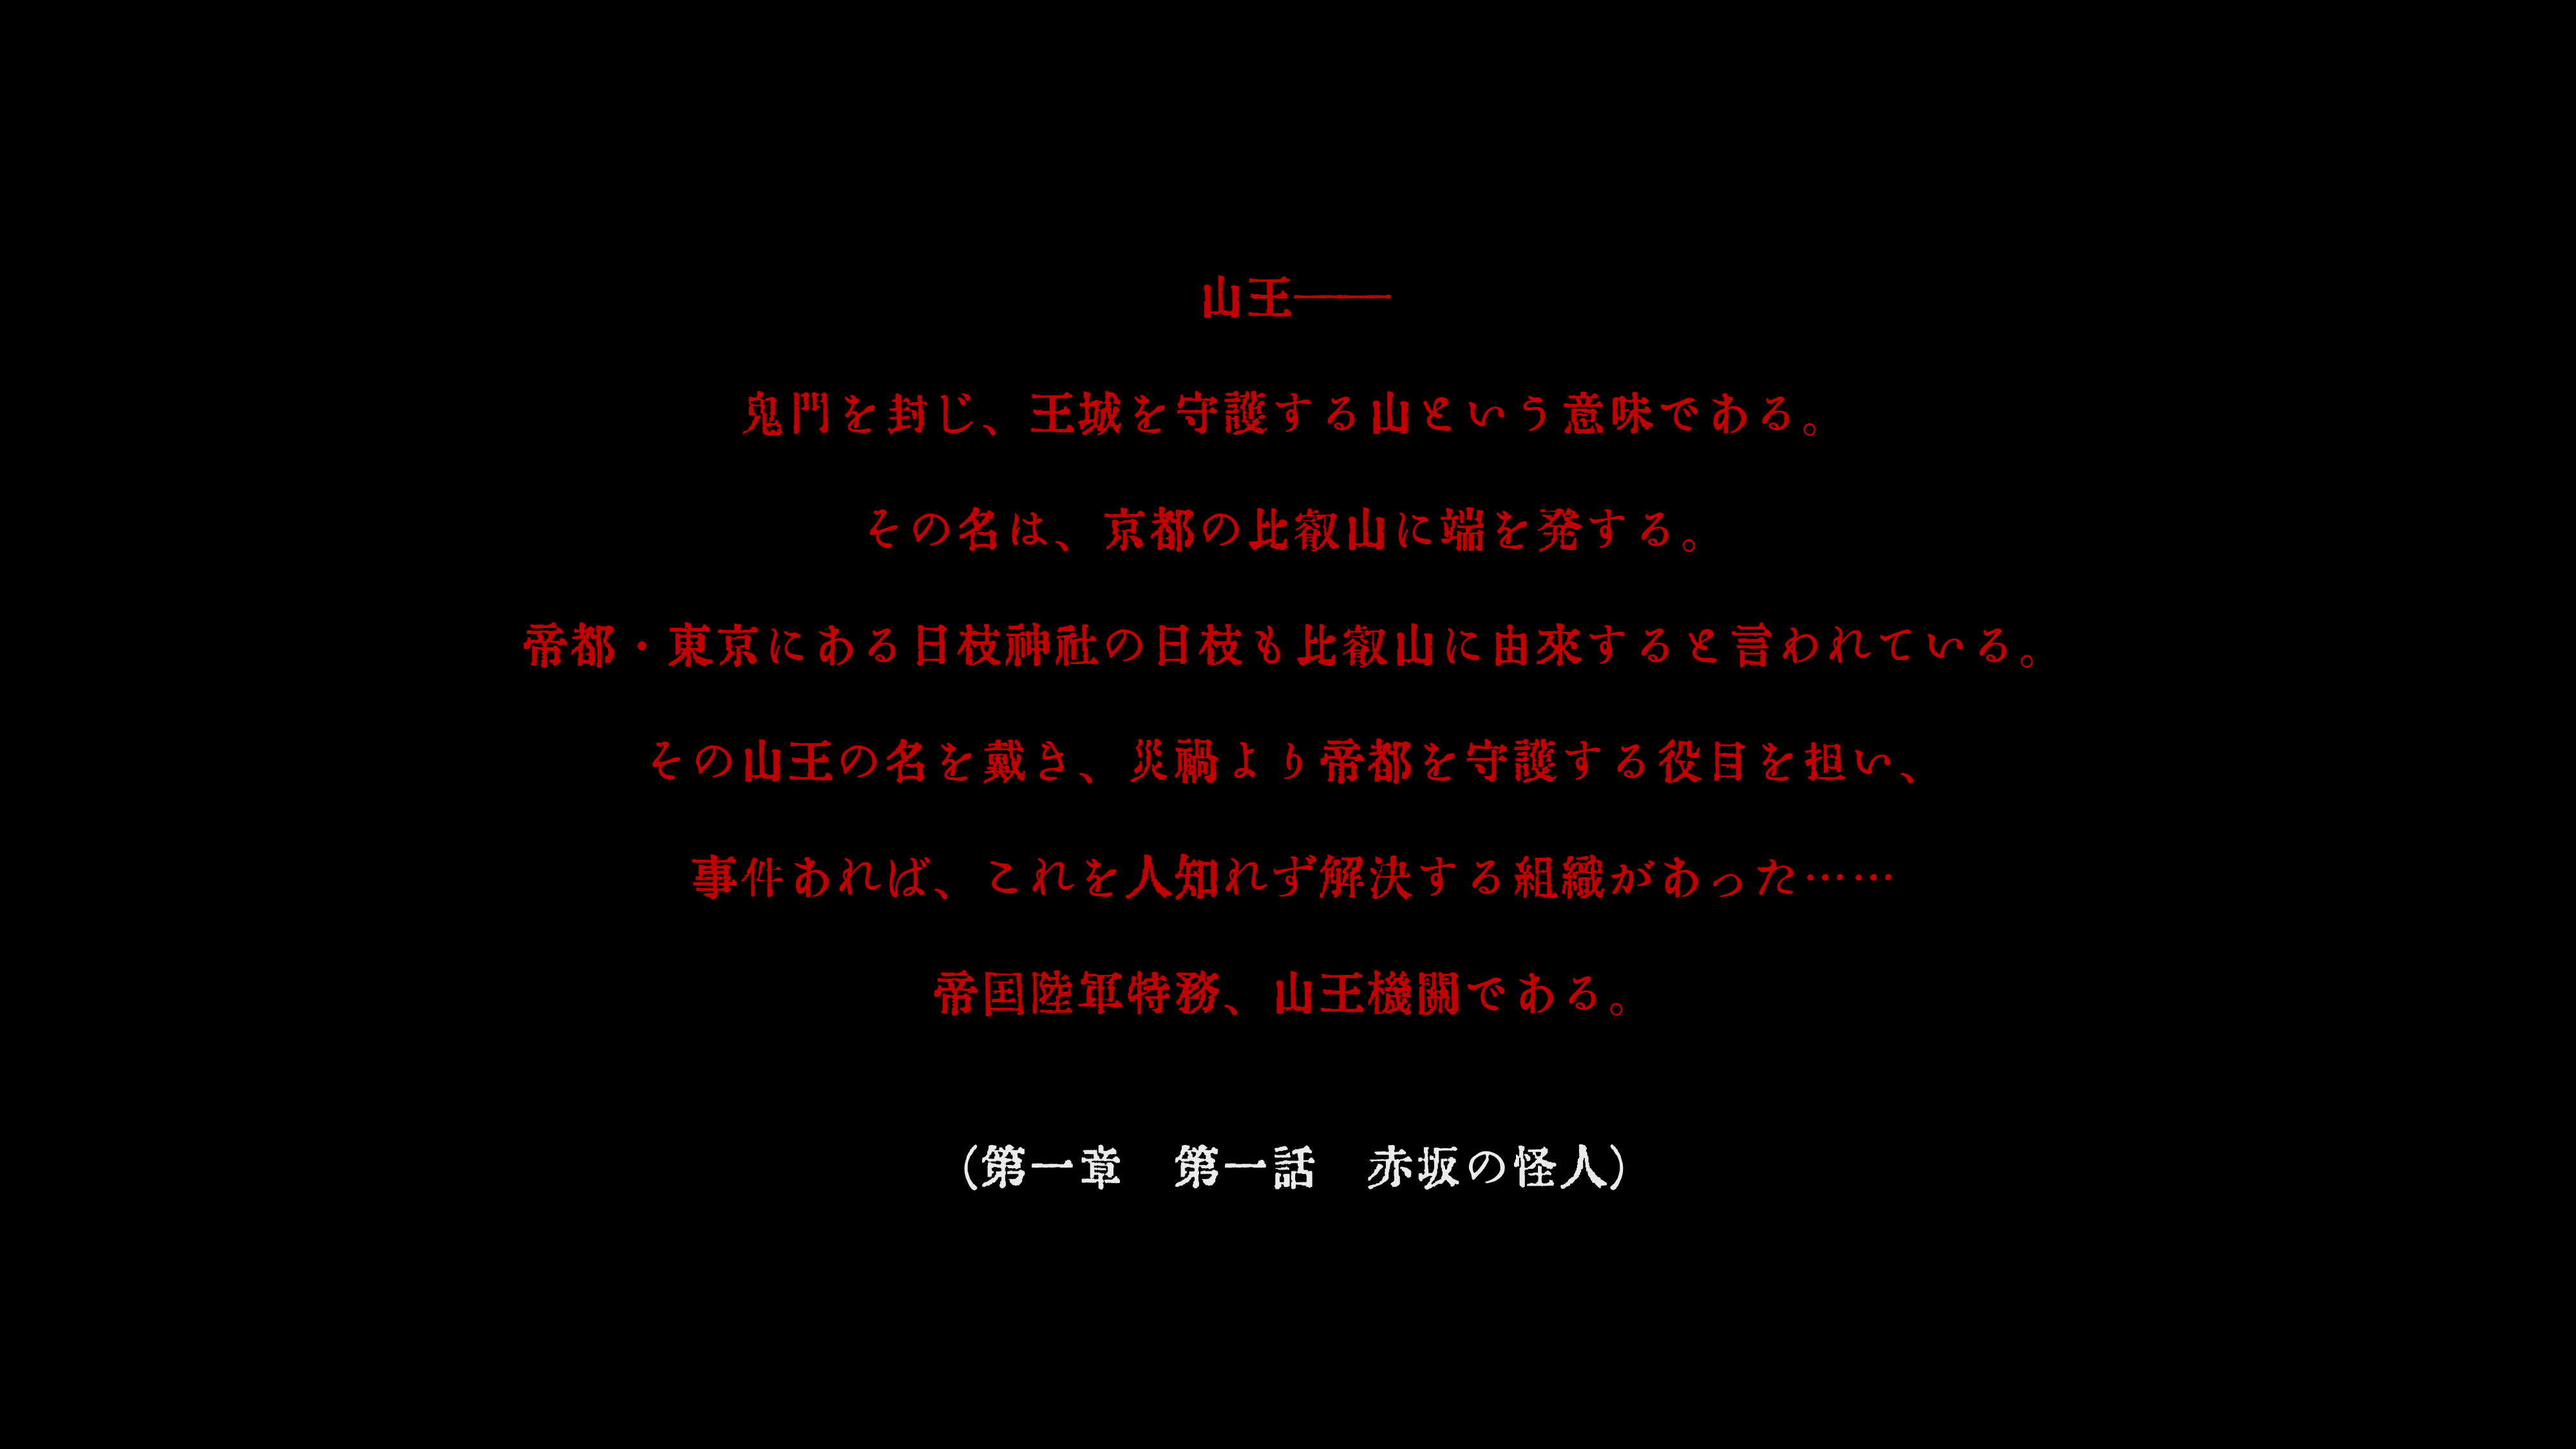 山王――
鬼門を封じ、王城を守護する山という意味である。
その名は、京都の比叡山に端を発する。
帝都・東京にある日枝神社の日枝も比叡山に由來すると言われている。
その山王の名を戴き、災禍より帝都を守護する役目を担い、
事件あれば、これを人知れず解決する組織があった……
帝国陸軍特務、山王機關である。
（第一章　第一話　赤坂の怪人）